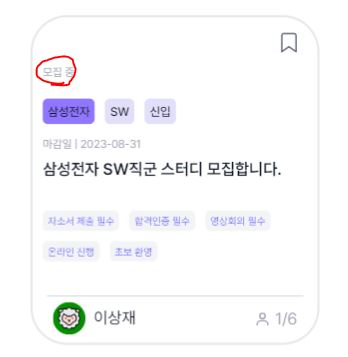 모집 중
삼성전자 SW 신입
마감일 | 2023-08-31
삼성전자 SW직군 스터디 모집합니다.
자소서 제출 필수 합격인증 필수 영상회의 필수
온라인 진행 초보 환영
이상재 1/6